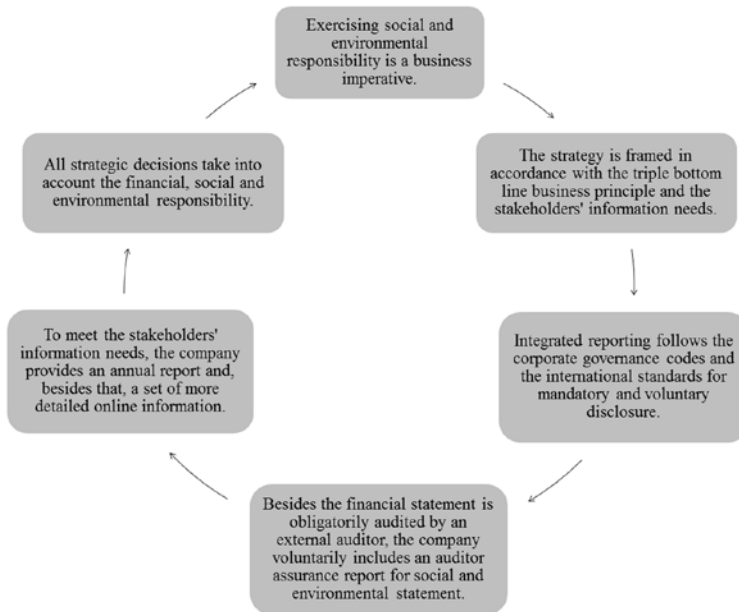 Exercising social and
environmental
responsibility is a business
imperative.
The strategy is framed in
accordance with the triple bottom
line business principle and the
stakeholders' information needs.
Integrated reporting follows the
corporate governance codes and
the international standards for
mandatory and voluntary
disclosure.
Besides the financial statement is
obligatorily audited by an
external auditor, the company
voluntarily includes an auditor
assurance report for social and
environmental statement.
To meet the stakeholders'
information needs, the company
provides an annual report and,
besides that, a set of more
detailed online information.
All strategic decisions take into
account the financial, social and
environmental responsibility.